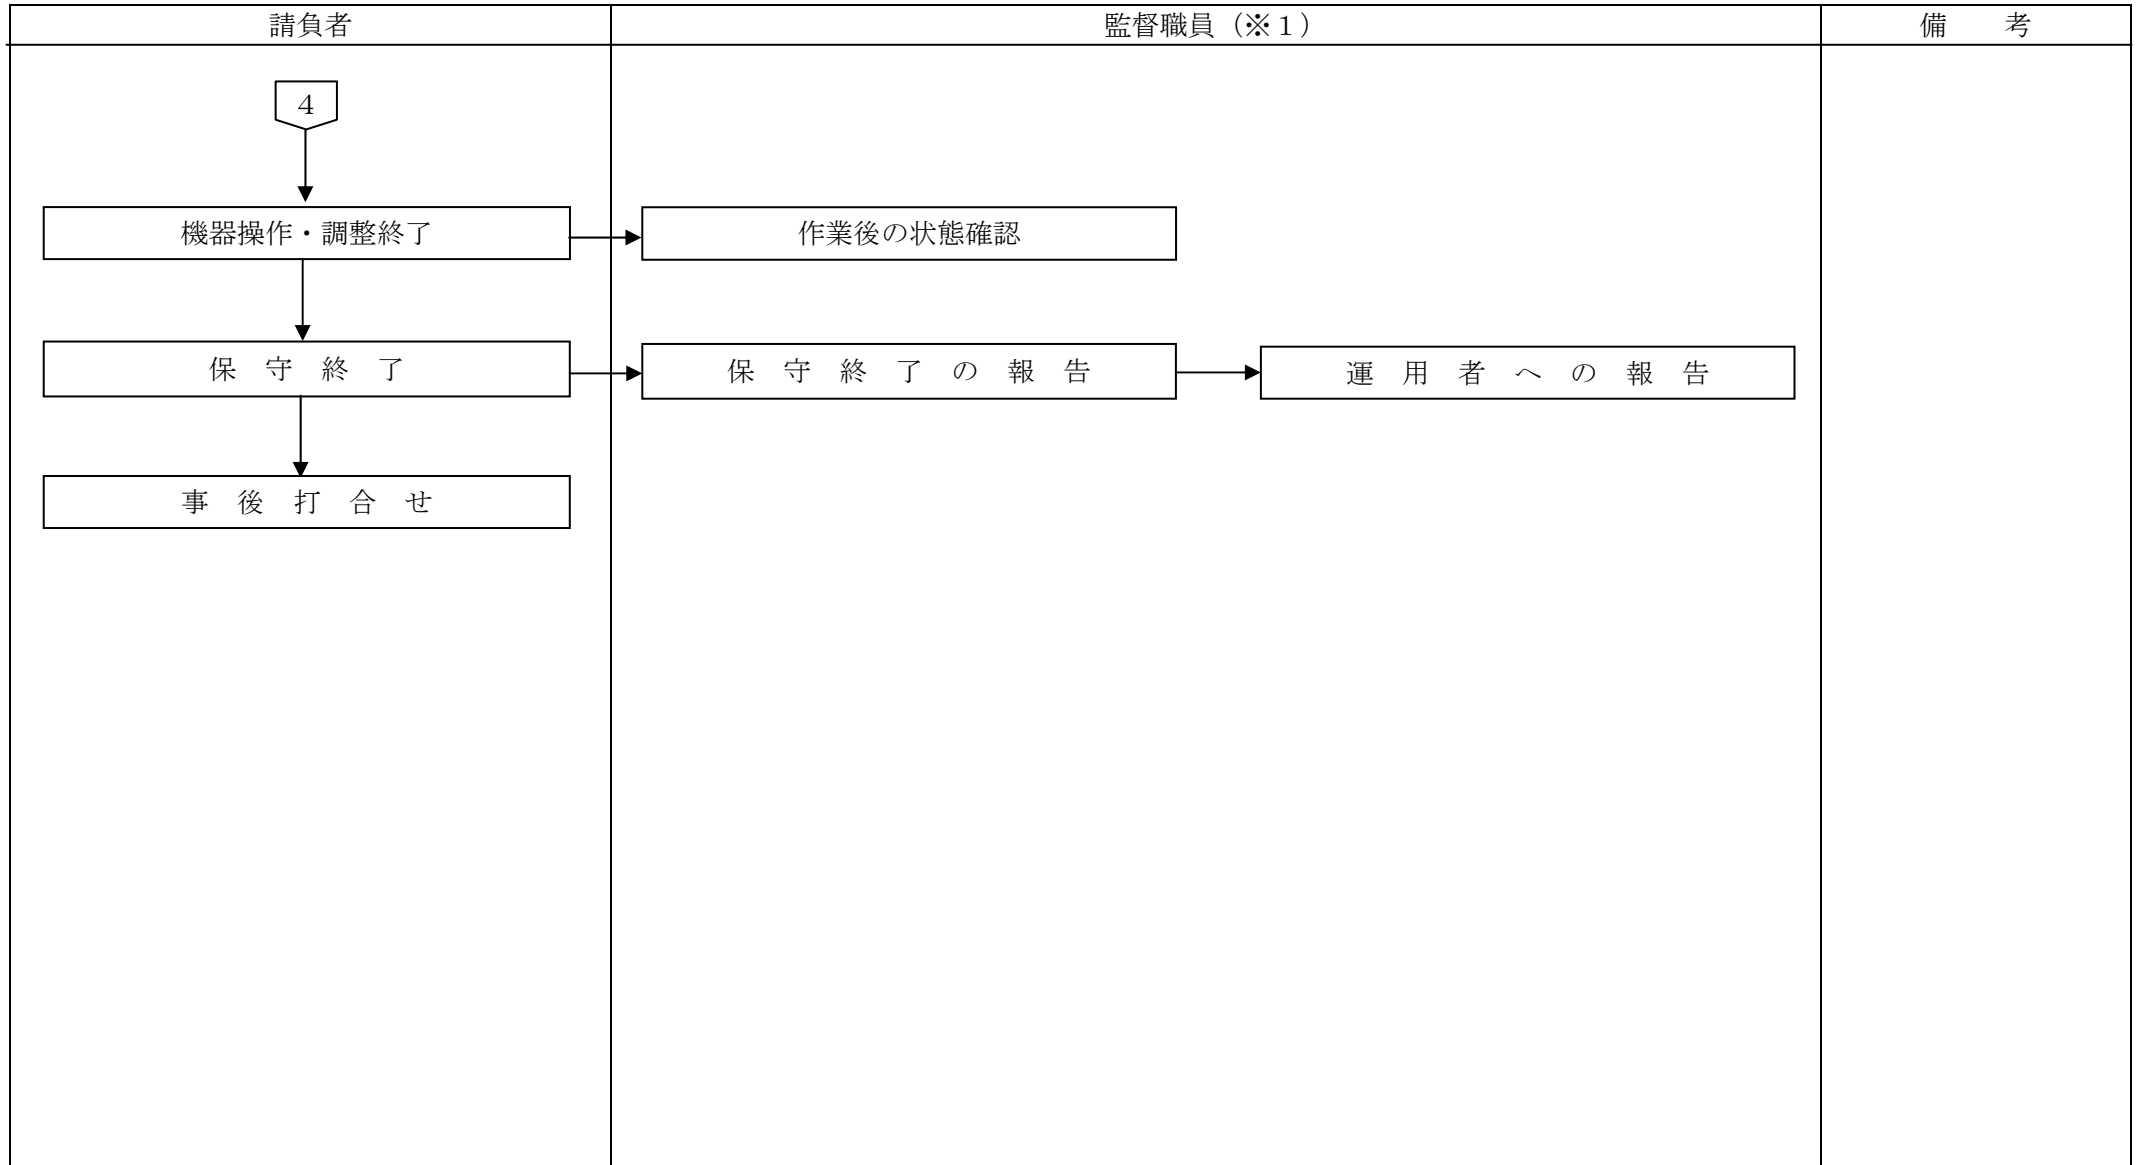 請負者　監督職員（※１）　備　考
４
機器操作・調整終了　作業後の状態確認
保　守　終　了　保　守　終　了　の　報　告　運　用　者　へ　の　報　告
事　後　打　合　せ